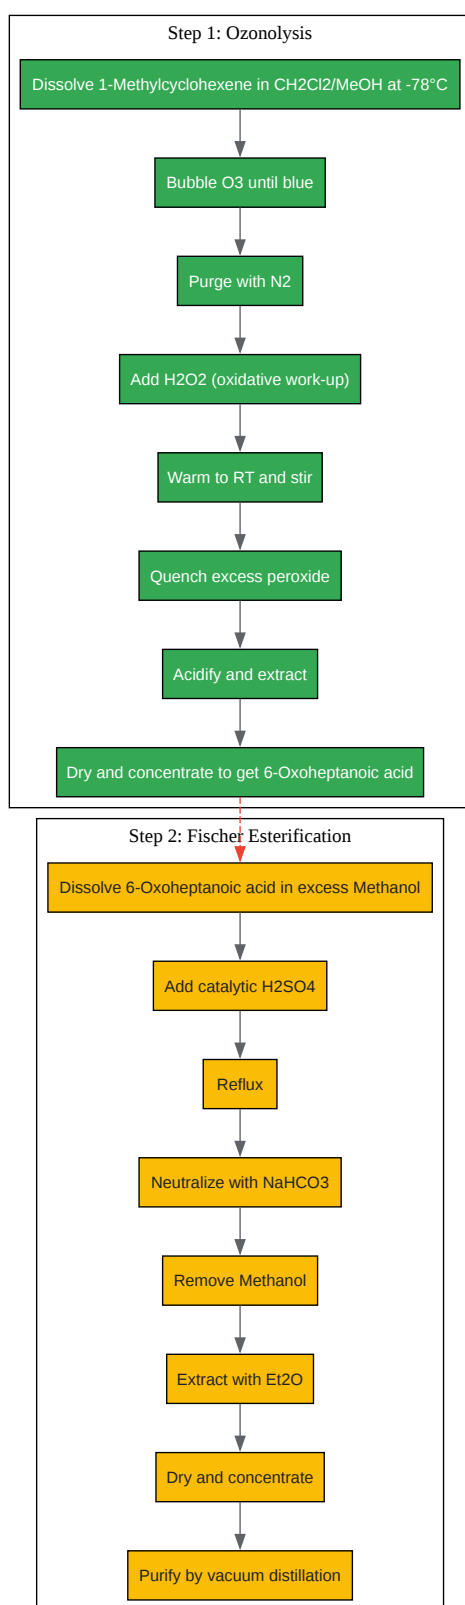 Step 1: Ozonolysis
Dissolve 1-Methylcyclohexene in CH2Cl2/MeOH at -78°C
Bubble O3 until blue
Purge with N2
Add H2O2 (oxidative work-up)
Warm to RT and stir
Quench excess peroxide
Acidify and extract
Dry and concentrate to get 6-Oxoheptanoic acid
Step 2: Fischer Esterification
Dissolve 6-Oxoheptanoic acid in excess Methanol
Add catalytic H2SO4
Reflux
Neutralize with NaHCO3
Remove Methanol
Extract with Et2O
Dry and concentrate
Purify by vacuum distillation